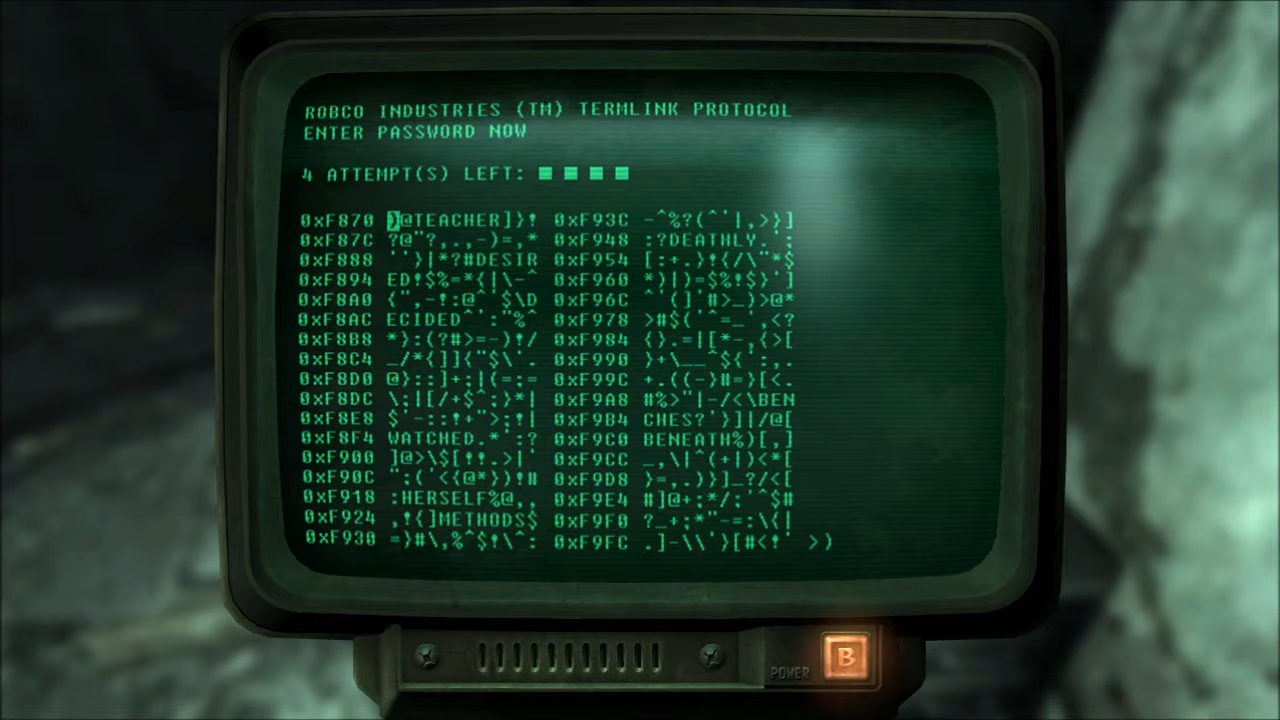 ROBCO INDUSTRIES (TM) TERMLINK PROTOCOL
ENTER PASSWORD NOW
4 ATTEMPT(S) LEFT: ■ ■ ■ ■
0xF870 )@TEACHER]}! 0xF93C -^%?(^'|,>}]
0xF87C ?@"?,.,-)=,* 0xF948 :?DEATHLY.';
0xF888 ''}|*?#DESIR 0xF954 [:+.}!{/\"*$
0xF894 ED!$%=*{|\-^ 0xF960 *)|)=$%!$}']
0xF8A0 {",-!:@^'$\D 0xF96C ^'(]'#>_)>@*
0xF8AC ECIDED^':"%^ 0xF978 >#$('^=_',<?
0xF8B8 *}:(?#>=-)!/ 0xF984 {}.=|[*-,{>[
0xF8C4 _/*{]]{"$\'. 0xF990 }+\__^${':,.
0xF8D0 @}::]+;|(=;= 0xF99C +.((-}#=}[<.
0xF8DC \;|[/+$^:}*| 0xF9A8 #%>"|-/<\BEN
0xF8E8 $'-::!+">;!| 0xF9B4 CHES?'}]|/@[
0xF8F4 WATCHED.*':? 0xF9C0 BENEATH%)[,]
0xF900 ]@>\$[!!.>|' 0xF9CC _,\|^(+|)<*[
0xF90C ":('<{@*})!# 0xF9D8 }=,.)}]_?/<[
0xF918 :HERSELF%@,, 0xF9E4 #]@+;*/;'^$#
0xF924 ,!{]METHODS$ 0xF9F0 ?_+;*"-=:\{|
0xF930 =}#\,%^$!\^: 0xF9FC .]-\\'}[#<!' >)
POWER B